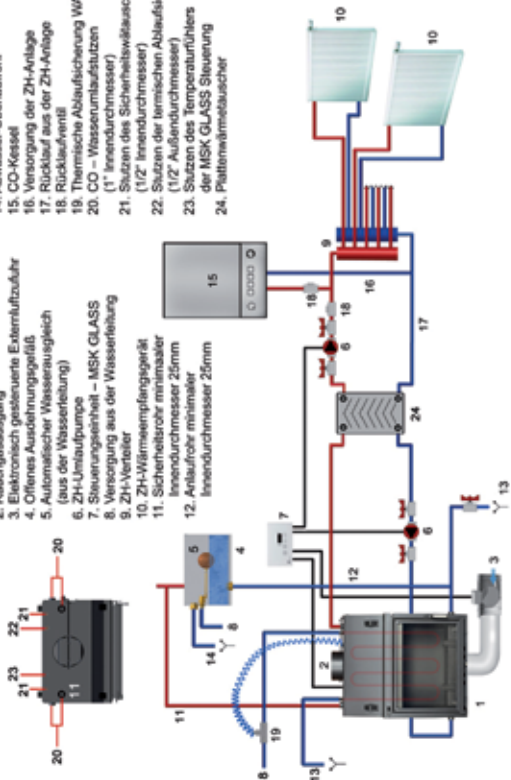 3. Elektronisch gesteuerte Externluftzufuhr
4. Offenes Ausdehnungsgefäß
5. Automatischer Wasserausgleich
(aus der Wasserleitung)
6. ZH-Umlaufpumpe
7. Steuerungseinheit – MSK GLASS
8. Versorgung aus der Wasserleitung
9. ZH-Verteiler
10. ZH-Wärmeempfangsgerät
11. Sicherheitsrohr minimaaler
Innendurchmesser 25mm
12. Anlaufrohr minimaler
Innendurchmesser 25mm
15. CO-Kessel
16. Versorgung der ZH-Anlage
17. Rücklauf aus der ZH-Anlage
18. Rücklaufventil
19. Thermische Ablaufsicherung
20. CO – Wasserumlaufstutzen
(1" Innendurchmesser)
21. Stutzen des
(1/2" Innendurchmesser)
22. Stutzen der termischen
(1/2" Außendurchmesser)
23. Stutzen des Temperaturfühlers
der MSK GLASS Steuerung
24. Plattenwärmetauscher
20
21
23
22
21
20
11
11
8
19
13
14
8
5
4
2
1
12
7
3
6
13
24
6
18
18
15
9
16
17
10
10